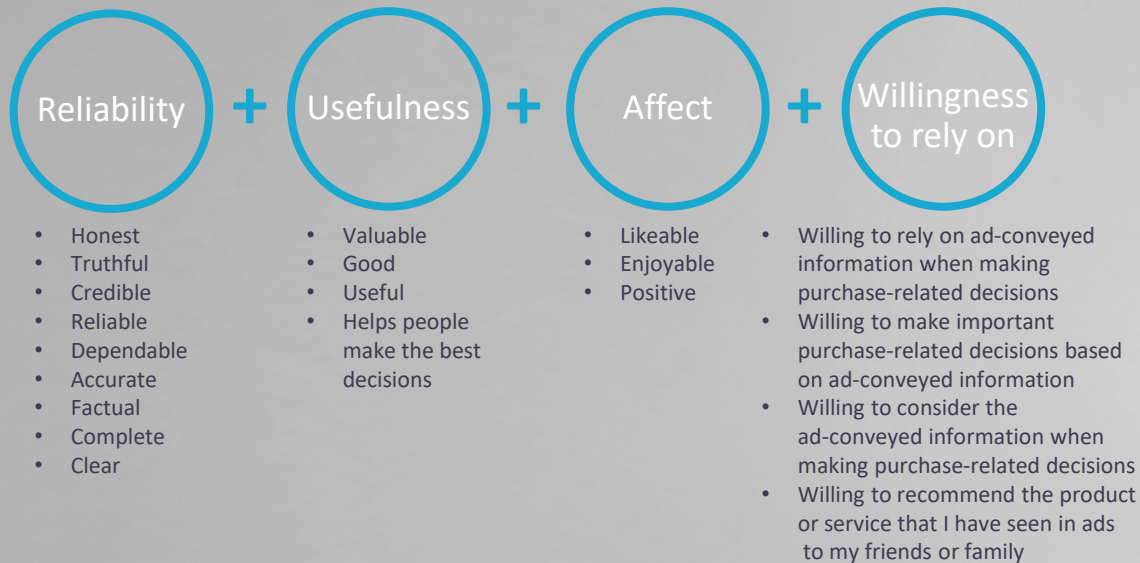 Reliability + Usefulness + Affect + Willingness
to rely on
• Honest
• Truthful
• Credible
• Reliable
• Dependable
• Accurate
• Factual
• Complete
• Clear
• Valuable
• Good
• Useful
• Helps people
make the best
decisions
• Likeable
• Enjoyable
• Positive
• Willing to rely on ad-conveyed
information when making
purchase-related decisions
• Willing to make important
purchase-related decisions based
on ad-conveyed information
• Willing to consider the
ad-conveyed information when
making purchase-related decisions
• Willing to recommend the product
or service that I have seen in ads
to my friends or family